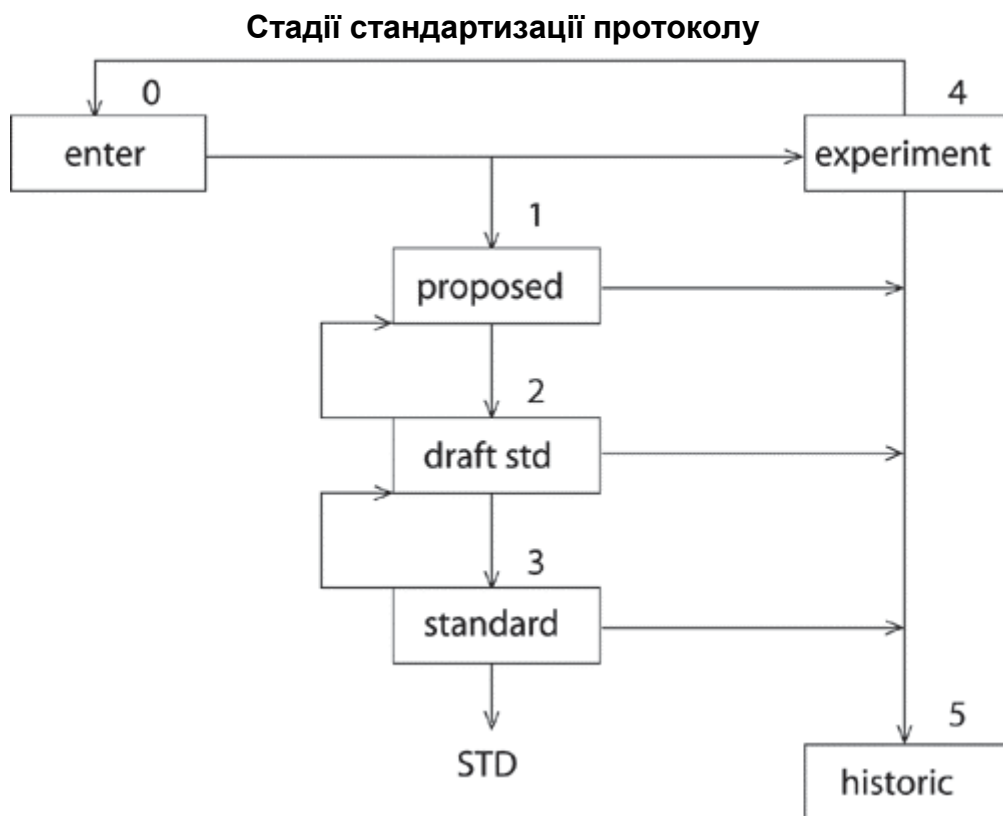 Стадії стандартизації протоколу
0
4
enter
experiment
1
proposed
2
draft std
3
standard
5
STD
historic